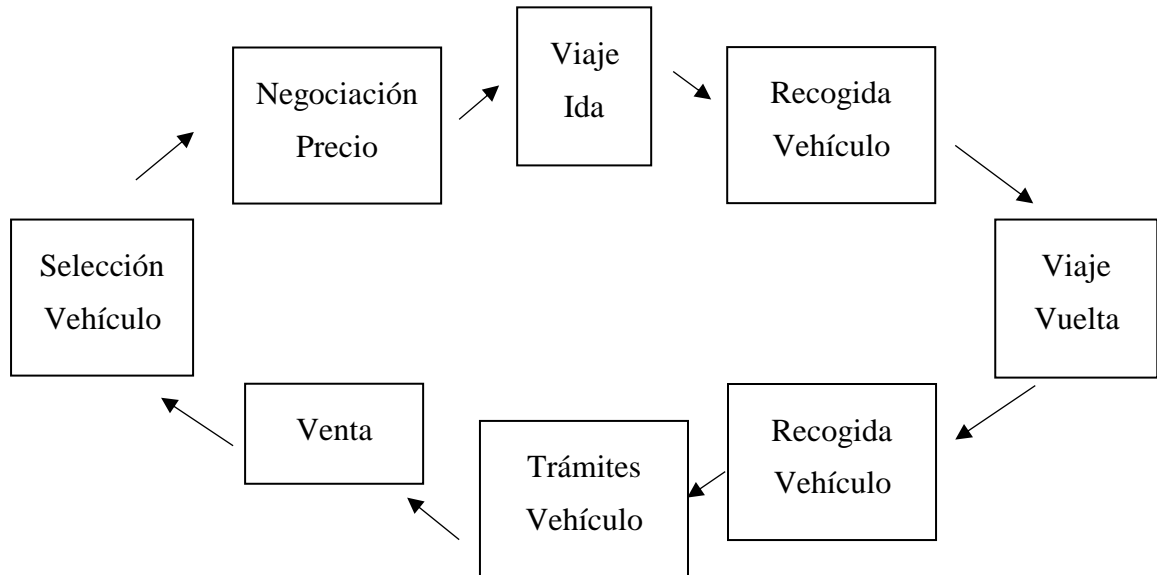 Viaje
Ida
Negociación
Precio
Recogida
Vehículo
Selección
Vehículo
Viaje
Vuelta
Venta
Recogida
Vehículo
Trámites
Vehículo